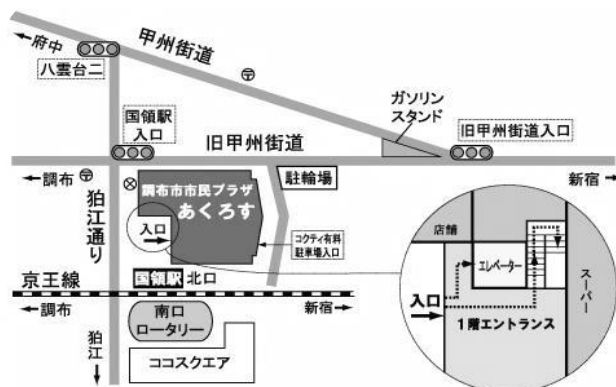 甲州街道
←府中
八雲台二
〒
ガソリン
スタンド
国領駅
入口
旧甲州街道
旧甲州街道入口
←調布
〒
駐輪場
新宿→
調布市市民プラザ
あくろす
狛江通り
入口
コクティ有料
駐車場入口
店舗
エレベーター
スーパー
入口
1階エントランス
京王線
国領駅 北口
←調布
新宿→
南口
ロータリー
狛江
ココスクエア